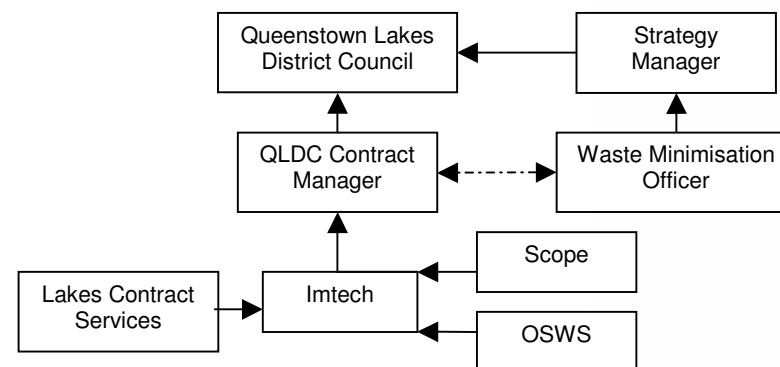 Queenstown Lakes
District Council
Strategy
Manager
QLDC Contract
Manager
Waste Minimisation
Officer
Scope
Lakes Contract
Services
Imtech
OSWS